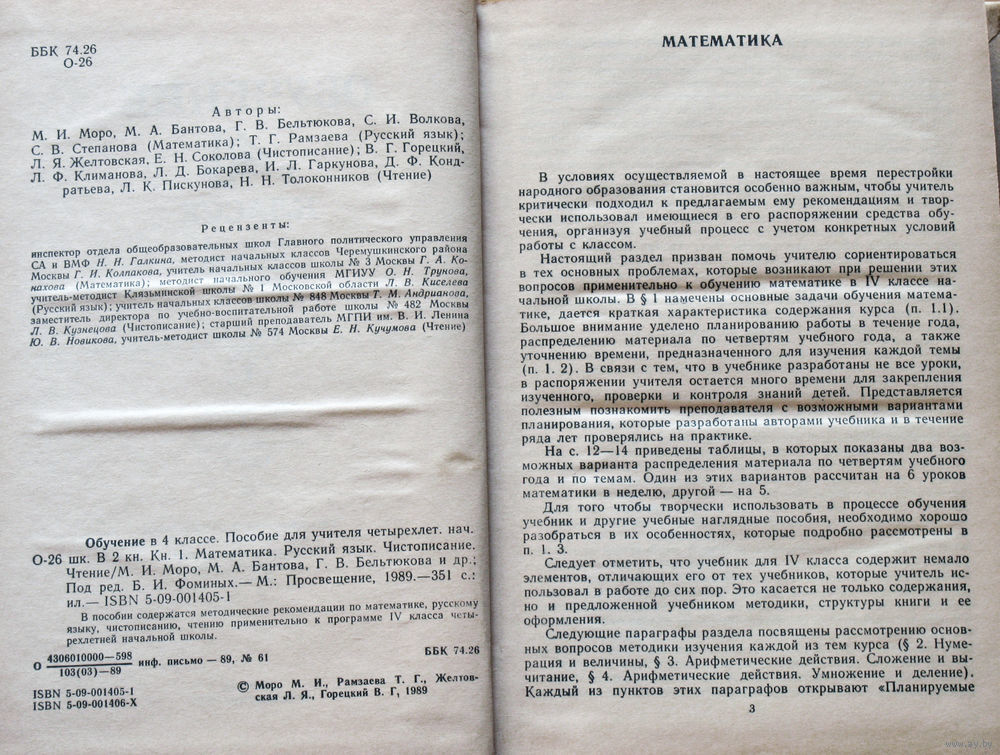 ББК 74.26
О-26
Авторы:
М. И. Моро, М. А. Бантова, Г. В. Бельтюкова, С. И. Волкова,
С. В. Степанова (Математика); Т. Г. Рамзаева (Русский язык);
Л. Я. Желтовская, Е. Н. Соколова (Чистописание); В. Г. Горецкий,
Л. Ф. Климанова, Л. Д. Бокарева, И. Л. Гаркунова, Д. Ф. Конд-
ратьева, Л. К. Пискунова, Н. Н. Толоконников (Чтение)
Рецензенты:
инспектор отдела общеобразовательных школ Главного политического управления
СА и ВМФ Н. Н. Галкина, методист начальных классов Черемушкинского района
Москвы Г. И. Колпакова, учитель начальных классов школы № 3 Москвы Г. А. Ко-
нахова (Математика); методист начального обучения МГИУУ О. Н. Трунова,
учитель-методист Клязьминской школы № 1 Московской области Л. В. Киселева
(Русский язык); учитель начальных классов школы № 848 Москвы Т. М. Андрианова,
заместитель директора по учебно-воспитательной работе школы № 482 Москвы
Л. В. Кузнецова (Чистописание); старший преподаватель МГПИ им. В. И. Ленина
Ю. В. Новикова, учитель-методист школы № 574 Москвы Е. Н. Кучумова (Чтение)
Обучение в 4 классе. Пособие для учителя четырехлет. нач.
О-26 шк. В 2 кн. Кн. 1. Математика. Русский язык. Чистописание.
Чтение/М. И. Моро, М. А. Бантова, Г. В. Бельтюкова и др.;
Под ред. Б. И. Фоминых.— М.: Просвещение, 1989.—351 с.:
ил.— ISBN 5-09-001405-1
В пособии содержатся методические рекомендации по математике, русскому
языку, чистописанию, чтению применительно к программе IV класса четы-
рехлетней начальной школы.
О 4306010000—598
103(03)—89 инф. письмо — 89, № 61
ББК 74.26
ISBN 5-09-001405-1
ISBN 5-09-001406-X
© Моро М. И., Рамзаева Т. Г., Желтов-
ская Л. Я., Горецкий В. Г, 1989
МАТЕМАТИКА
В условиях осуществляемой в настоящее время перестройки
народного образования становится особенно важным, чтобы учитель
критически подходил к предлагаемым ему рекомендациям и твор-
чески использовал имеющиеся в его распоряжении средства обу-
чения, организуя учебный процесс с учетом конкретных условий
работы с классом.
Настоящий раздел призван помочь учителю сориентироваться
в тех основных проблемах, которые возникают при решении этих
вопросов применительно к обучению математике в IV классе на-
чальной школы. В § 1 намечены основные задачи обучения матема-
тике, дается краткая характеристика содержания курса (п. 1.1).
Большое внимание уделено планированию работы в течение года,
распределению материала по четвертям учебного года, а также
уточнению времени, предназначенного для изучения каждой темы
(п. 1. 2). В связи с тем, что в учебнике разработаны не все уроки,
в распоряжении учителя остается много времени для закрепления
изученного, проверки и контроля знаний детей. Представляется
полезным познакомить преподавателя с возможными вариантами
планирования, которые разработаны авторами учебника и в течение
ряда лет проверялись на практике.
На с. 12—14 приведены таблицы, в которых показаны два воз-
можных варианта распределения материала по четвертям учебного
года и по темам. Один из этих вариантов рассчитан на 6 уроков
математики в неделю, другой — на 5.
Для того чтобы творчески использовать в процессе обучения
учебник и другие учебные наглядные пособия, необходимо хорошо
разобраться в их особенностях, которые подробно рассмотрены в
п. 1. 3.
Следует отметить, что учебник для IV класса содержит немало
элементов, отличающих его от тех учебников, которые учитель ис-
пользовал в работе до сих пор. Это касается не только содержания,
но и предложенной учебником методики, структуры книги и ее
оформления.
Следующие параграфы раздела посвящены рассмотрению основ-
ных вопросов методики изучения каждой из тем курса (§ 2. Нуме-
рация и величины, § 3. Арифметические действия. Сложение и вы-
читание, § 4. Арифметические действия. Умножение и деление).
Каждый из пунктов этих параграфов открывают «Планируемые
3
www.ay.by